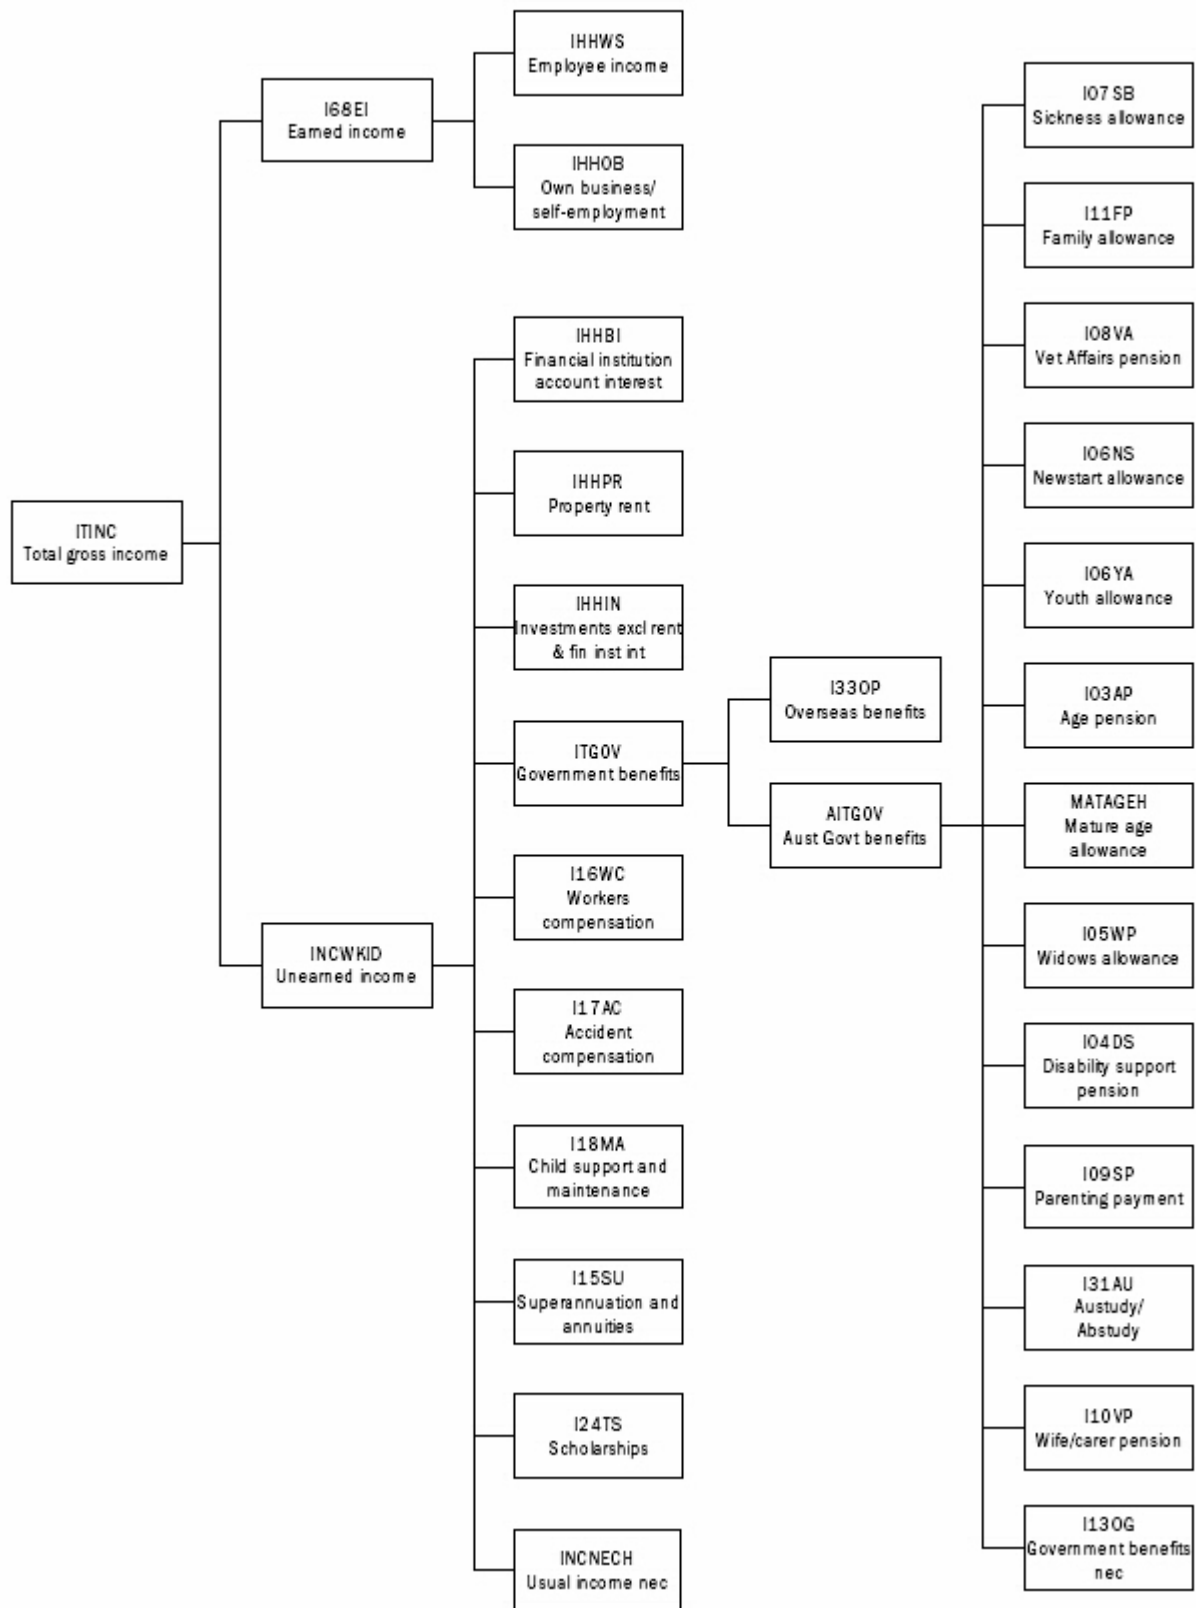 ITINC
Total gross income
I68EI
Earned income
INCWKID
Unearned income
IHHWS
Employee income
IHHOB
Own business/
self-employment
IHHBI
Financial institution
account interest
IHHPR
Property rent
IHHIN
Investments excl rent
& fin inst int
ITGOV
Government benefits
I16WC
Workers
compensation
I17AC
Accident
compensation
I18MA
Child support and
maintenance
I15SU
Superannuation and
annuities
I24TS
Scholarships
INCNECH
Usual income nec
I33OP
Overseas benefits
AITGOV
Aust Govt benefits
I07SB
Sickness allowance
I11FP
Family allowance
I08VA
Vet Affairs pension
I06NS
Newstart allowance
I06YA
Youth allowance
I03AP
Age pension
MATAGEH
Mature age
allowance
I05WP
Widows allowance
I04DS
Disability support
pension
I09SP
Parenting payment
I31AU
Austudy/
Abstudy
I10VP
Wife/carer pension
I13OG
Government benefits
nec